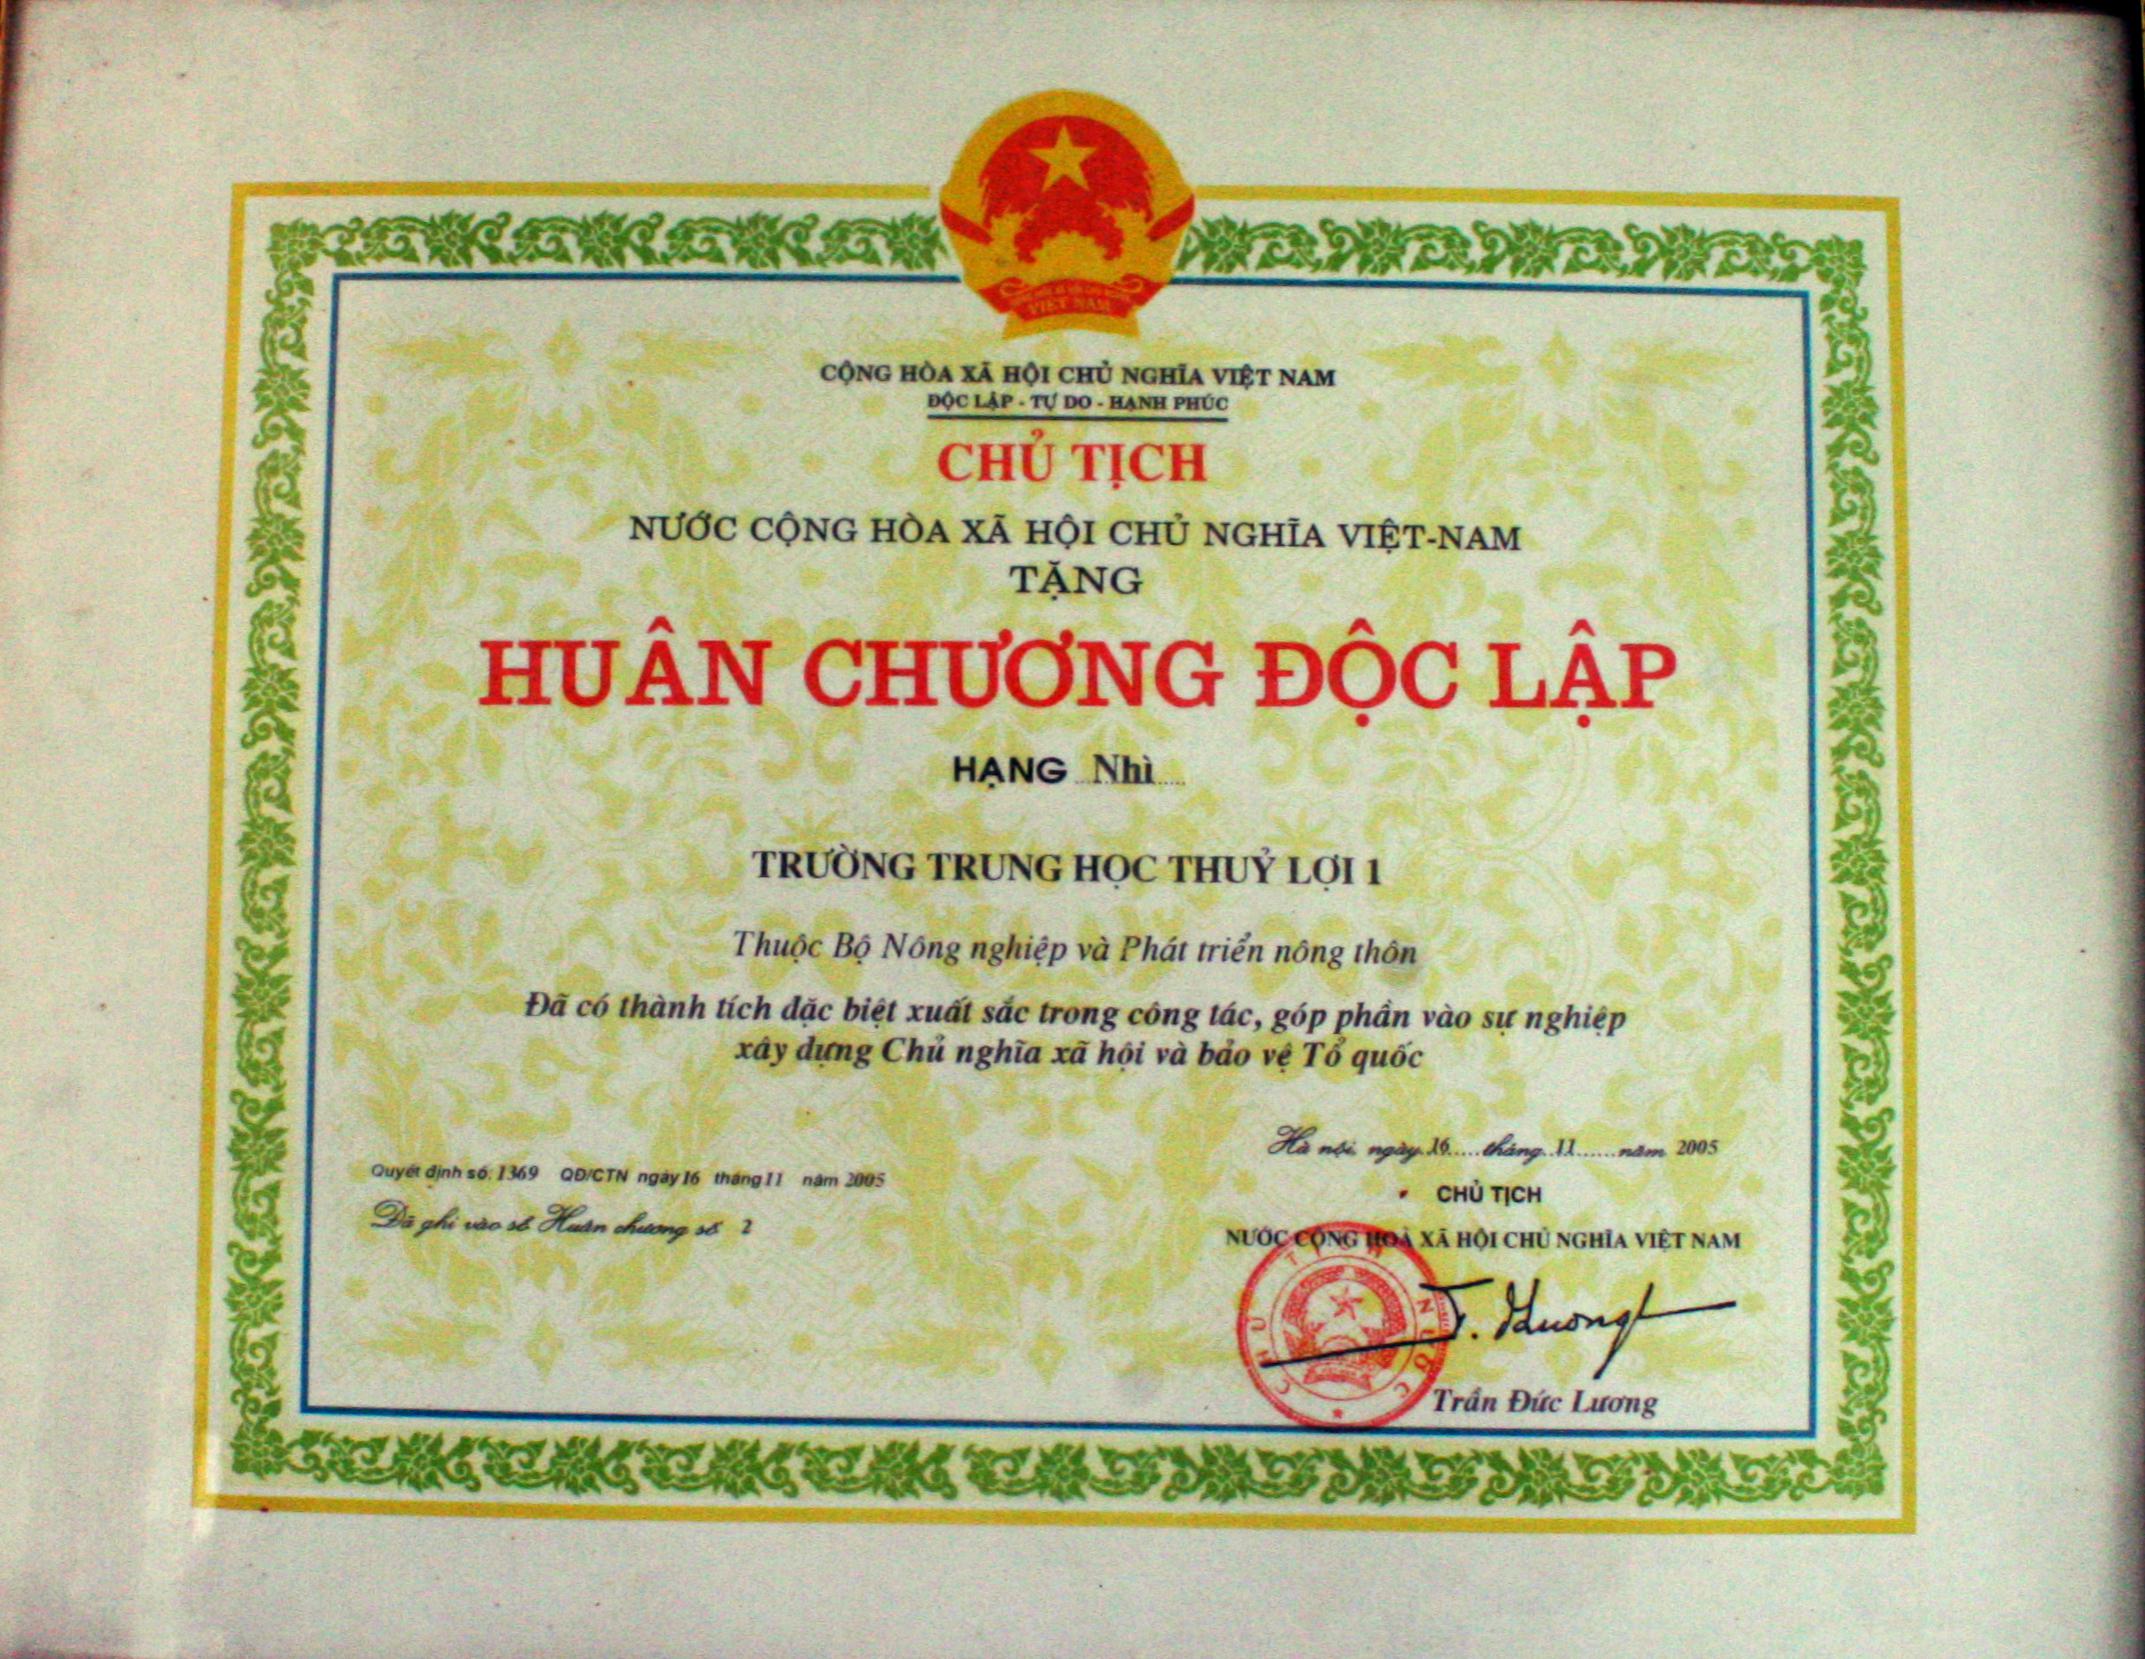 VIỆT NAM
CỘNG HÒA XÃ HỘI CHỦ NGHĨA VIỆT NAM
ĐỘC LẬP - TỰ DO - HẠNH PHÚC
CHỦ TỊCH
NƯỚC CỘNG HÒA XÃ HỘI CHỦ NGHĨA VIỆT-NAM
TẶNG
HUÂN CHƯƠNG ĐỘC LẬP
HẠNG Nhì
TRƯỜNG TRUNG HỌC THUỶ LỢI 1
Thuộc Bộ Nông nghiệp và Phát triển nông thôn
Đã có thành tích đặc biệt xuất sắc trong công tác, góp phần vào sự nghiệp
xây dựng Chủ nghĩa xã hội và bảo vệ Tổ quốc
Hà nội, ngày 16 tháng 11 năm 2005
Quyết định số: 1369 QĐ/CTN ngày 16 tháng 11 năm 2005
Đã ghi vào sổ Huân chương số 2
CHỦ TỊCH
NƯỚC CỘNG HOÀ XÃ HỘI CHỦ NGHĨA VIỆT NAM
CHỦ TỊCH NƯỚC
Trần Đức Lương